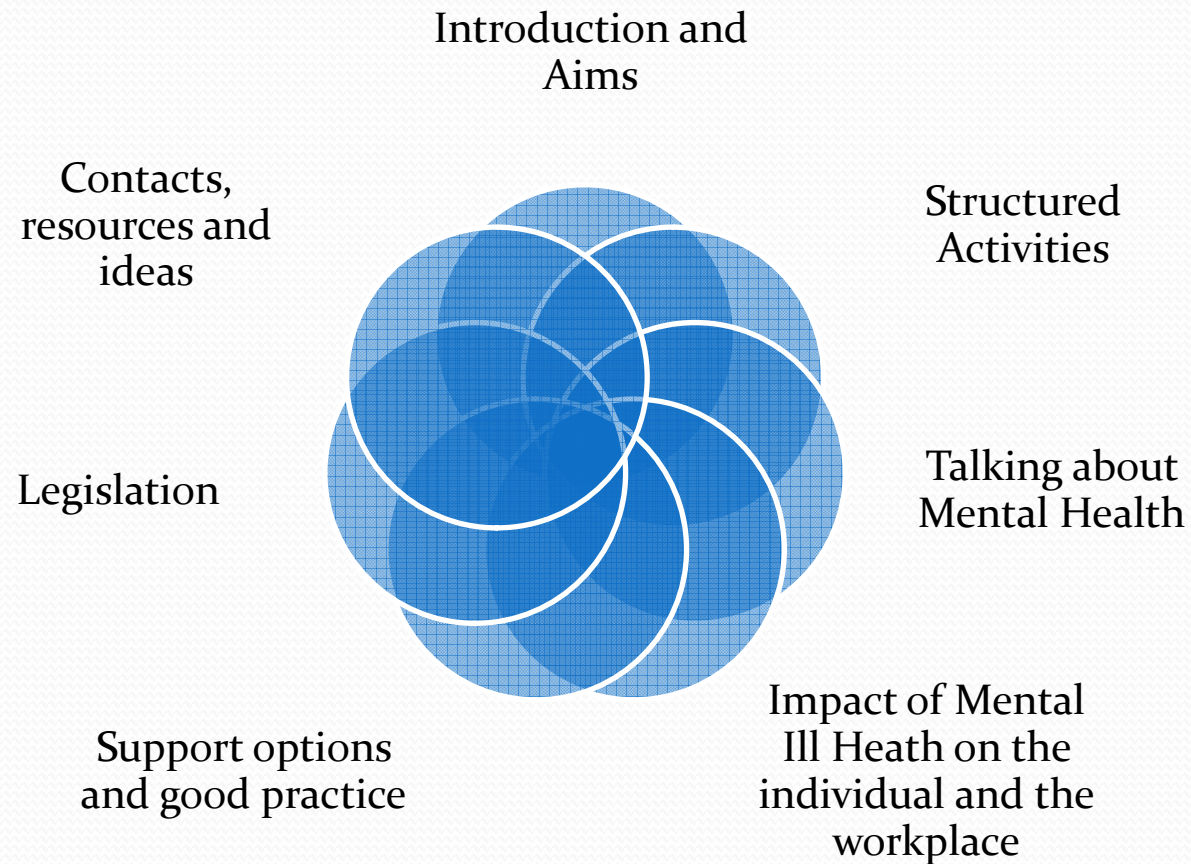 Introduction and
Aims
Structured
Activities
Talking about
Mental Health
Impact of Mental
Ill Heath on the
individual and the
workplace
Support options
and good practice
Legislation
Contacts,
resources and
ideas